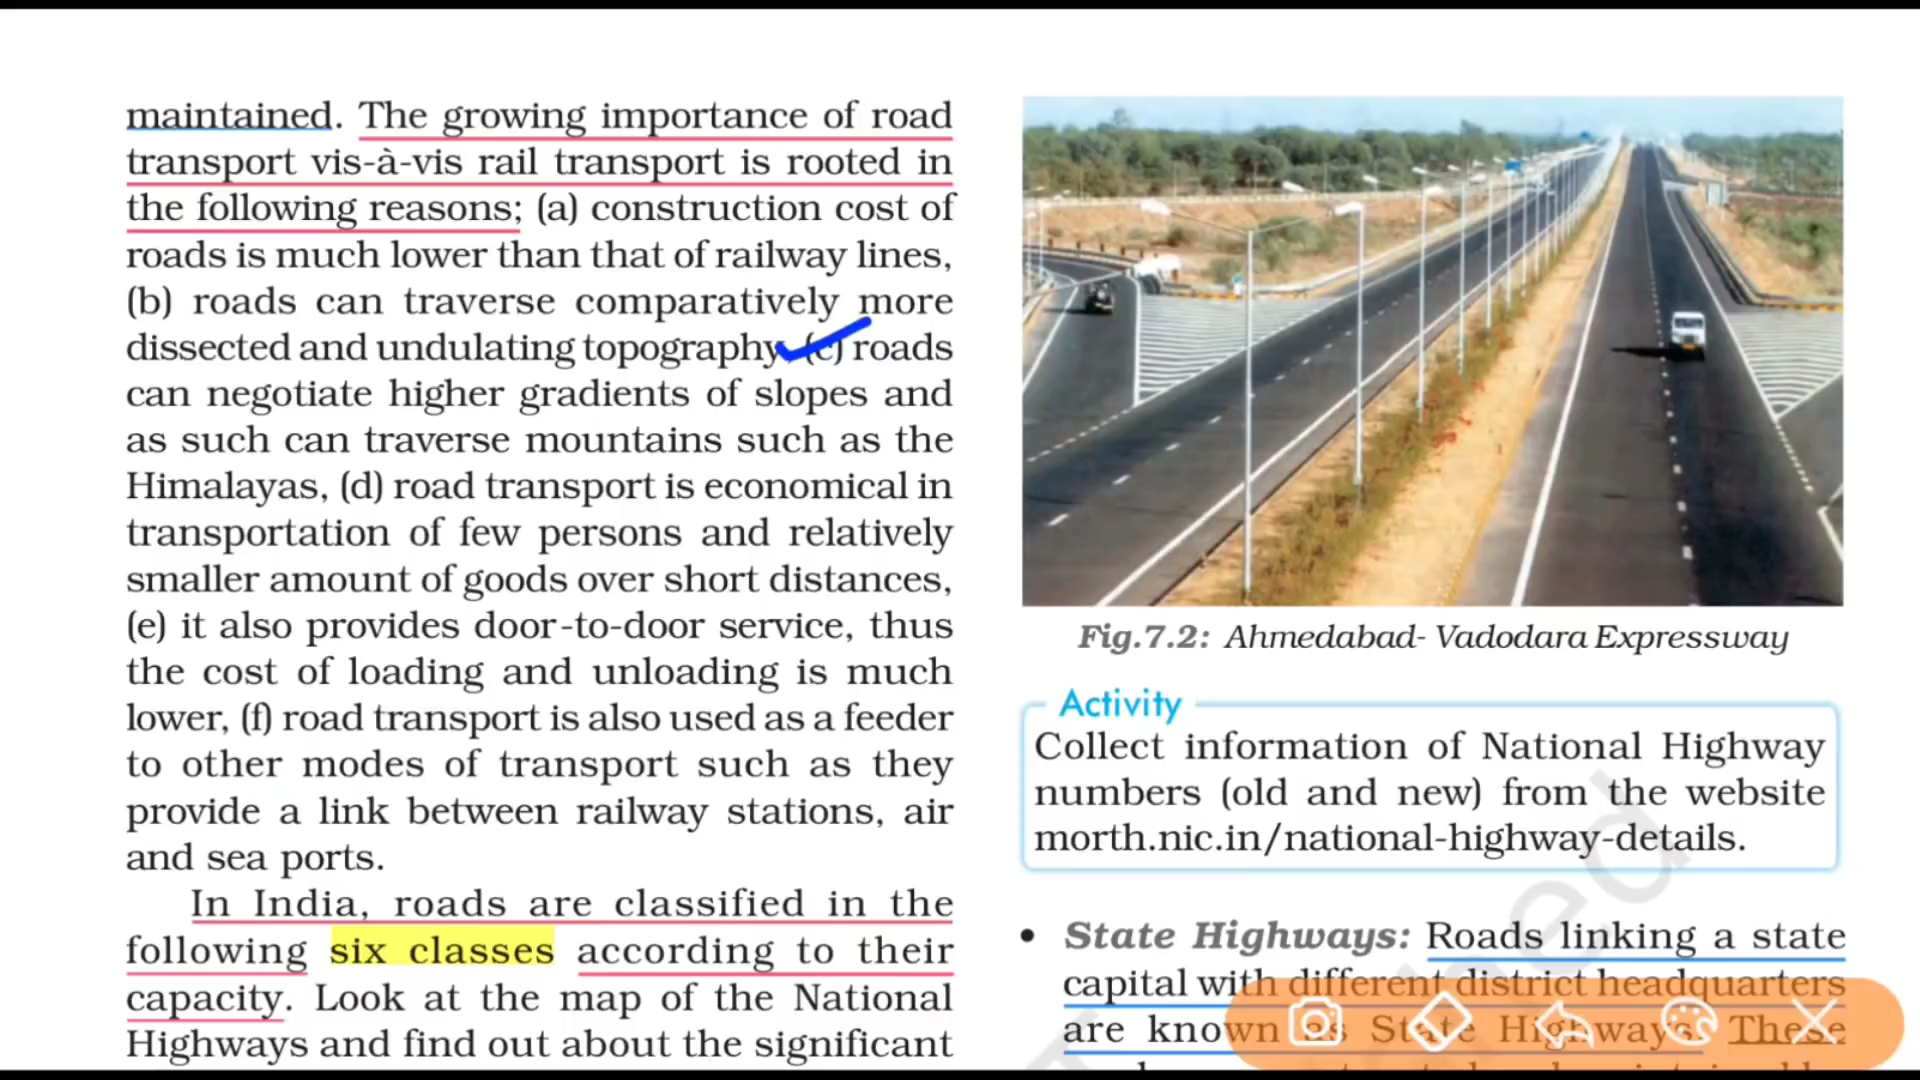 maintained. The growing importance of road
transport vis-à-vis rail transport is rooted in
the following reasons; (a) construction cost of
roads is much lower than that of railway lines,
(b) roads can traverse comparatively more
dissected and undulating topography, (c) roads
can negotiate higher gradients of slopes and
as such can traverse mountains such as the
Himalayas, (d) road transport is economical in
transportation of few persons and relatively
smaller amount of goods over short distances,
(e) it also provides door-to-door service, thus
the cost of loading and unloading is much
lower, (f) road transport is also used as a feeder
to other modes of transport such as they
provide a link between railway stations, air
and sea ports.
In India, roads are classified in the
following six classes according to their
capacity. Look at the map of the National
Highways and find out about the significant
Fig.7.2: Ahmedabad- Vadodara Expressway
Activity
Collect information of National Highway
numbers (old and new) from the website
morth.nic.in/national-highway-details.
• State Highways: Roads linking a state
capital with different district headquarters
are known as State Highways. These